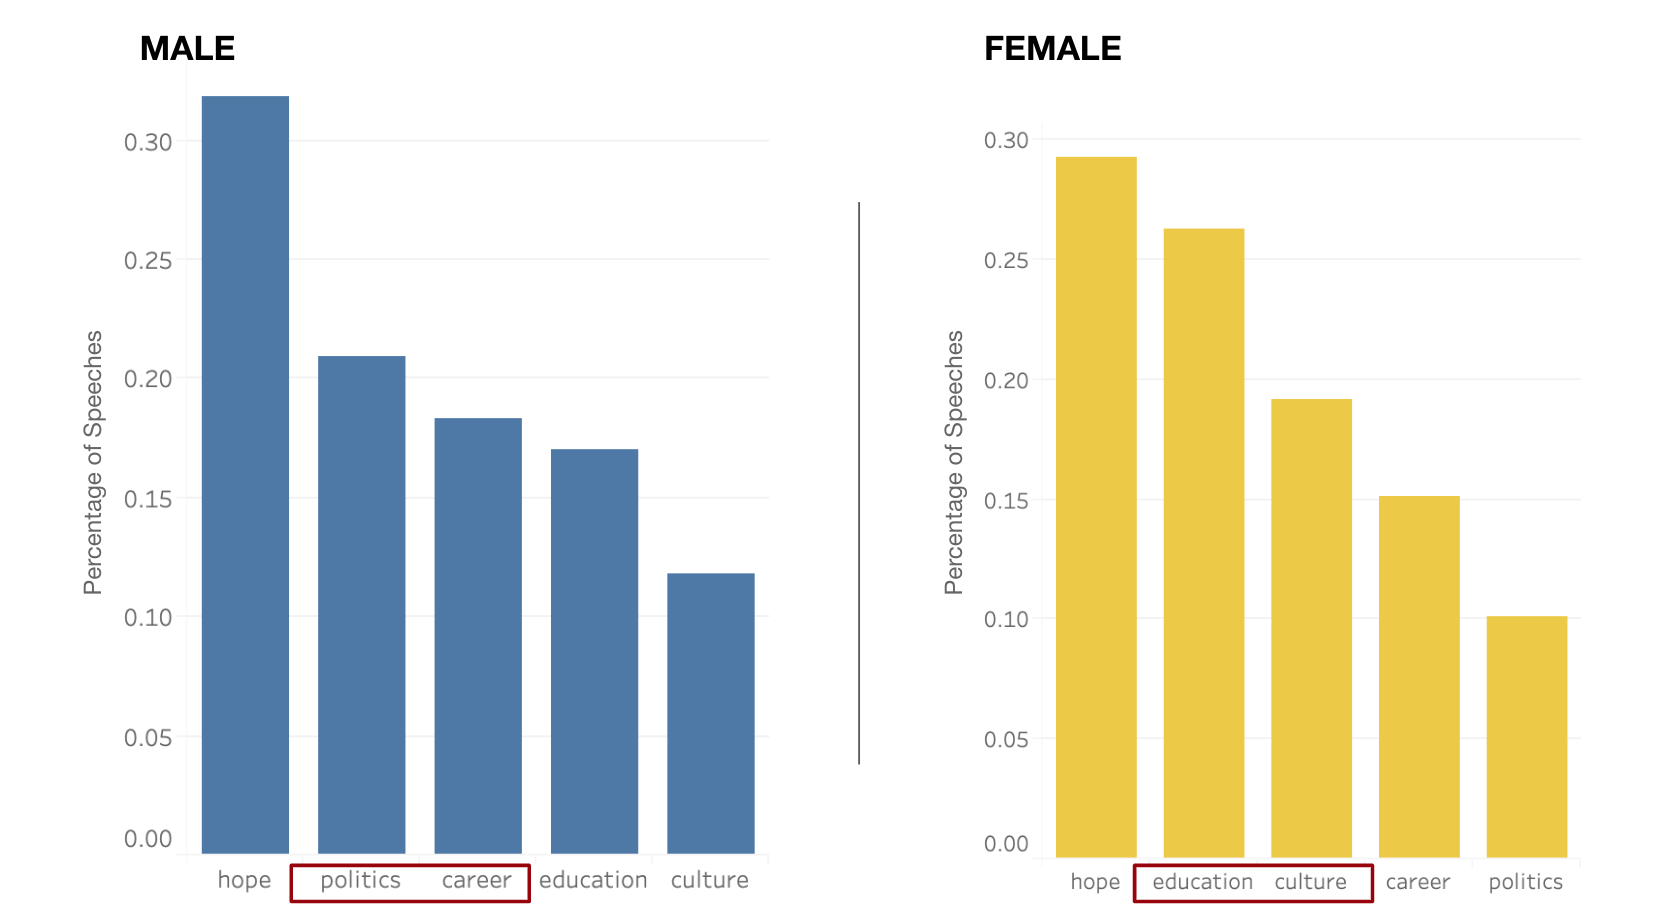 MALE
0.30
0.25
0.20
0.15
0.10
0.05
0.00
Percentage of Speeches
hope politics career education culture
FEMALE
0.30
0.25
0.20
0.15
0.10
0.05
0.00
Percentage of Speeches
hope education culture career politics